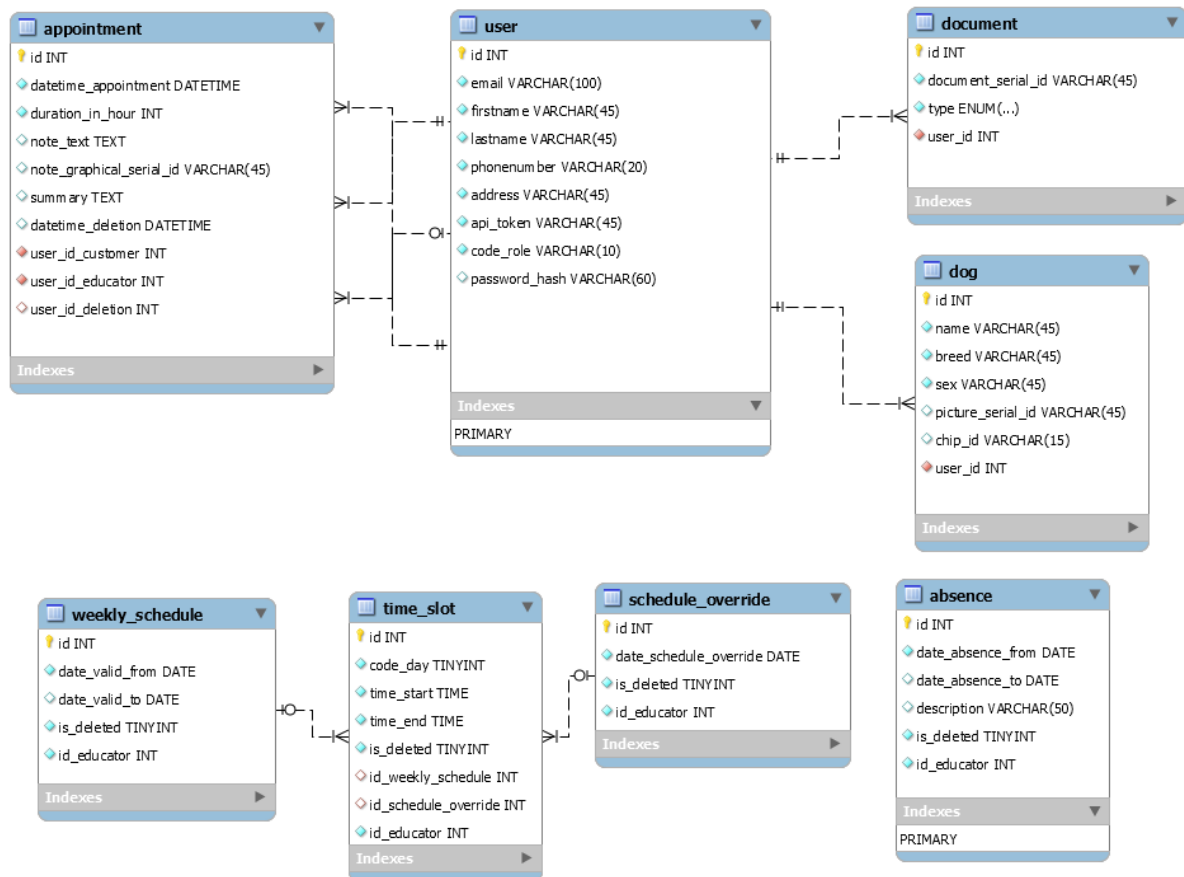 appointment
id INT
datetime_appointment DATETIME
duration_in_hour INT
note_text TEXT
note_graphical_serial_id VARCHAR(45)
summary TEXT
datetime_deletion DATETIME
user_id_customer INT
user_id_educator INT
user_id_deletion INT
Indexes
user
id INT
email VARCHAR(100)
firstname VARCHAR(45)
lastname VARCHAR(45)
phonenumber VARCHAR(20)
address VARCHAR(45)
api_token VARCHAR(45)
code_role VARCHAR(10)
password_hash VARCHAR(60)
Indexes
PRIMARY
document
id INT
document_serial_id VARCHAR(45)
type ENUM(...)
user_id INT
Indexes
dog
id INT
name VARCHAR(45)
breed VARCHAR(45)
sex VARCHAR(45)
picture_serial_id VARCHAR(45)
chip_id VARCHAR(15)
user_id INT
Indexes
weekly_schedule
id INT
date_valid_from DATE
date_valid_to DATE
is_deleted TINYINT
id_educator INT
Indexes
time_slot
id INT
code_day TINYINT
time_start TIME
time_end TIME
is_deleted TINYINT
id_weekly_schedule INT
id_schedule_override INT
id_educator INT
Indexes
schedule_override
id INT
date_schedule_override DATE
is_deleted TINYINT
id_educator INT
Indexes
absence
id INT
date_absence_from DATE
date_absence_to DATE
description VARCHAR(50)
is_deleted TINYINT
id_educator INT
Indexes
PRIMARY